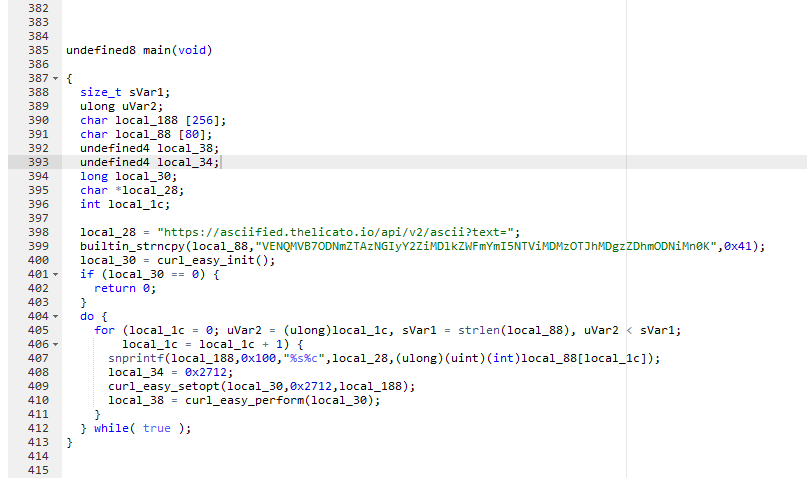 382
383
384
385 undefined8 main(void)
386
387 {
388 size_t sVar1;
389 ulong uVar2;
390 char local_188 [256];
391 char local_88 [80];
392 undefined4 local_38;
393 undefined4 local_34;
394 long local_30;
395 char *local_28;
396 int local_1c;
397
398 local_28 = "https://asciified.thelicato.io/api/v2/ascii?text=";
399 builtin_strncpy(local_88,"VENQMVB7ODNmZTAzNGIyY2ZiMDlkZWFmYmI5NTViMDMzOTJhMDgzZDhmODNiMn0K",0x41);
400 local_30 = curl_easy_init();
401 if (local_30 == 0) {
402 return 0;
403 }
404 do {
405 for (local_1c = 0; uVar2 = (ulong)local_1c, sVar1 = strlen(local_88), uVar2 < sVar1;
406 local_1c = local_1c + 1) {
407 snprintf(local_188,0x100,"%s%c",local_28,(ulong)(uint)(int)local_88[local_1c]);
408 local_34 = 0x2712;
409 curl_easy_setopt(local_30,0x2712,local_188);
410 local_38 = curl_easy_perform(local_30);
411 }
412 } while( true );
413 }
414
415